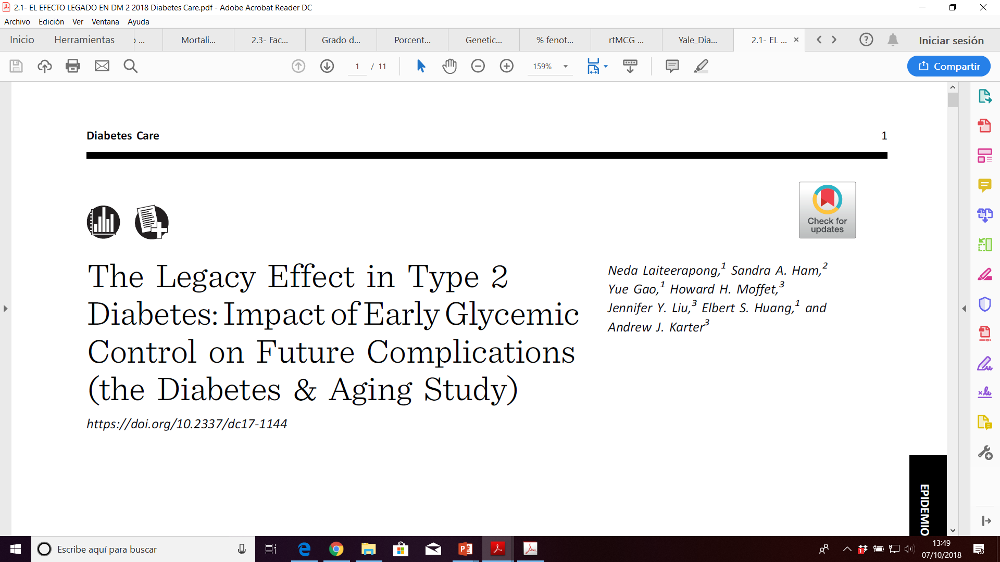 2.1- EL EFECTO LEGADO EN DM 2 2018 Diabetes Care.pdf - Adobe Acrobat Reader DC
Archivo Edición Ver Ventana Ayuda
Inicio Herramientas ... Mortali... 2.3- Fac... Grado d... Porcent... Genetic... % fenot... rtMCG ... Yale_Dia... 2.1- EL ... Iniciar sesión
1 / 11 159% Compartir
Diabetes Care 1
Check for
updates
The Legacy Effect in Type 2
Diabetes: Impact of Early Glycemic
Control on Future Complications
(the Diabetes & Aging Study)
Neda Laiteerapong,1 Sandra A. Ham,2
Yue Gao,1 Howard H. Moffet,3
Jennifer Y. Liu,3 Elbert S. Huang,1 and
Andrew J. Karter3
https://doi.org/10.2337/dc17-1144
EPIDEMIO
Escribe aquí para buscar
13:49
07/10/2018